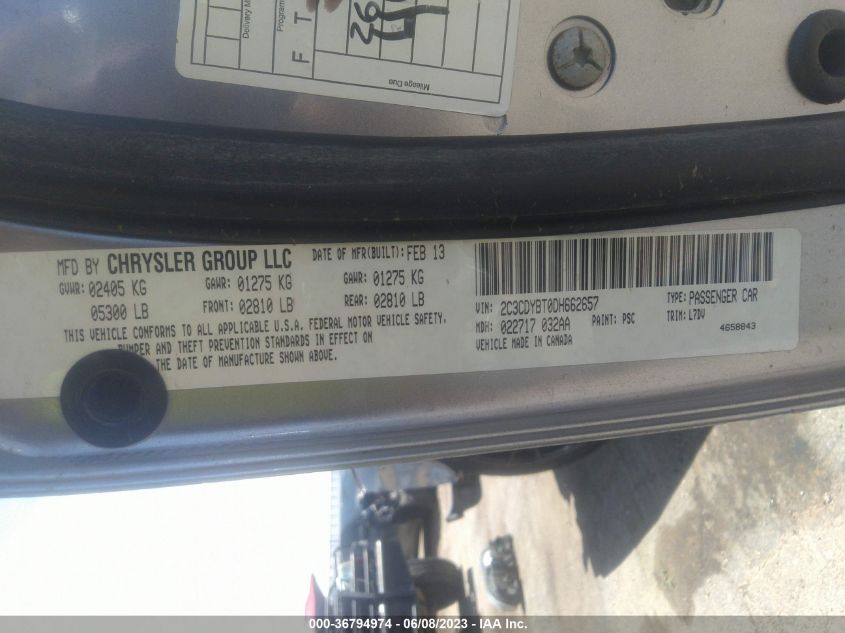 Delivery M
Program
F T
Mileage Due
MFD BY CHRYSLER GROUP LLC DATE OF MFR(BUILT): FEB 13
GVWR: 02405 KG GAWR: 01275 KG GAWR: 01275 KG
05300 LB FRONT: 02810 LB REAR: 02810 LB
THIS VEHICLE CONFORMS TO ALL APPLICABLE U.S.A. FEDERAL MOTOR VEHICLE SAFETY,
BUMPER AND THEFT PREVENTION STANDARDS IN EFFECT ON
THE DATE OF MANUFACTURE SHOWN ABOVE.
VIN: 2C3CDYBT0DH662657 TYPE: PASSENGER CAR
MDH: 022717 032AA PAINT: PSC TRIM: L7DV
VEHICLE MADE IN CANADA 4658843
000-36794974 - 06/08/2023 - IAA Inc.